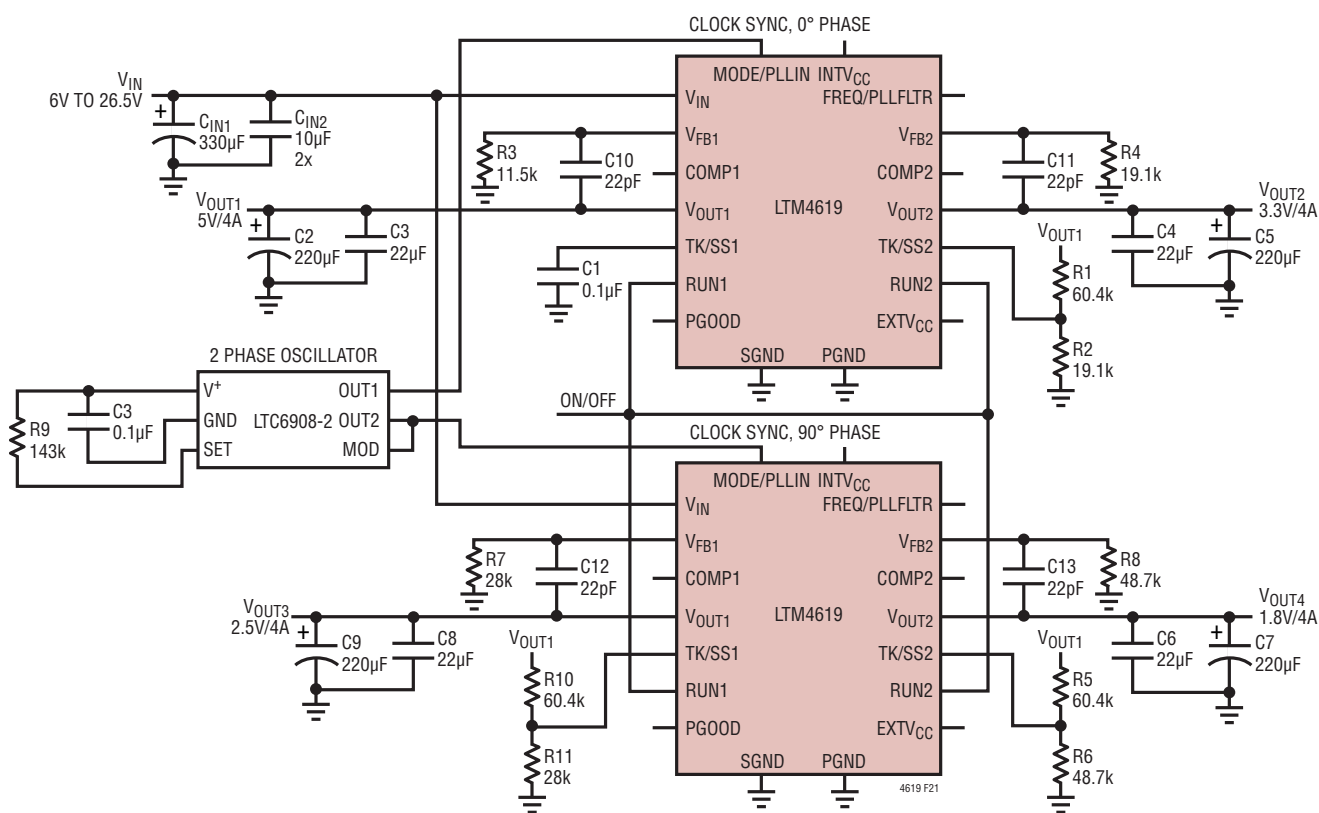 CLOCK SYNC, 0° PHASE
VIN
6V TO 26.5V
+
CIN1
330µF
CIN2
10µF
2x
MODE/PLLIN INTVCC
VIN
FREQ/PLLFLTR
VFB1
VFB2
COMP1
COMP2
LTM4619
VOUT1
VOUT2
TK/SS1
TK/SS2
RUN1
RUN2
PGOOD
EXTVCC
SGND
PGND
R3
11.5k
C10
22pF
C11
22pF
R4
19.1k
VOUT1
5V/4A
+
C2
220µF
C3
22µF
C1
0.1µF
VOUT2
3.3V/4A
VOUT1
R1
60.4k
R2
19.1k
C4
22µF
+
C5
220µF
2 PHASE OSCILLATOR
V+
OUT1
GND
LTC6908-2
OUT2
SET
MOD
C3
0.1µF
R9
143k
ON/OFF
CLOCK SYNC, 90° PHASE
MODE/PLLIN INTVCC
VIN
FREQ/PLLFLTR
VFB1
VFB2
COMP1
COMP2
LTM4619
VOUT1
VOUT2
TK/SS1
TK/SS2
RUN1
RUN2
PGOOD
EXTVCC
SGND
PGND
R7
28k
C12
22pF
C13
22pF
R8
48.7k
VOUT3
2.5V/4A
+
C9
220µF
C8
22µF
VOUT1
R10
60.4k
R11
28k
VOUT4
1.8V/4A
VOUT1
R5
60.4k
R6
48.7k
C6
22µF
+
C7
220µF
4619 F21